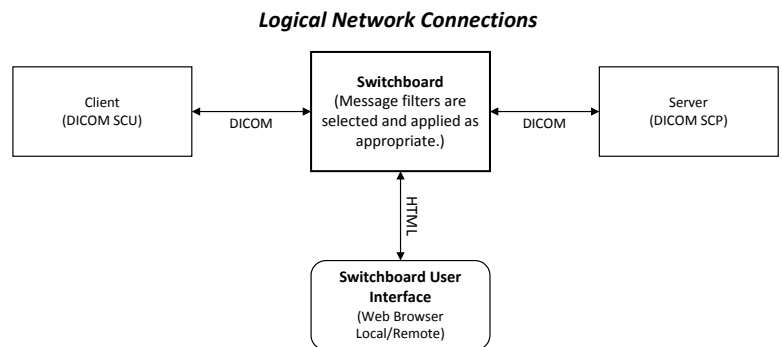 Logical Network Connections
Client
(DICOM SCU)
DICOM
Switchboard
(Message filters are
selected and applied as
appropriate.)
DICOM
Server
(DICOM SCP)
HTML
Switchboard User
Interface
(Web Browser
Local/Remote)